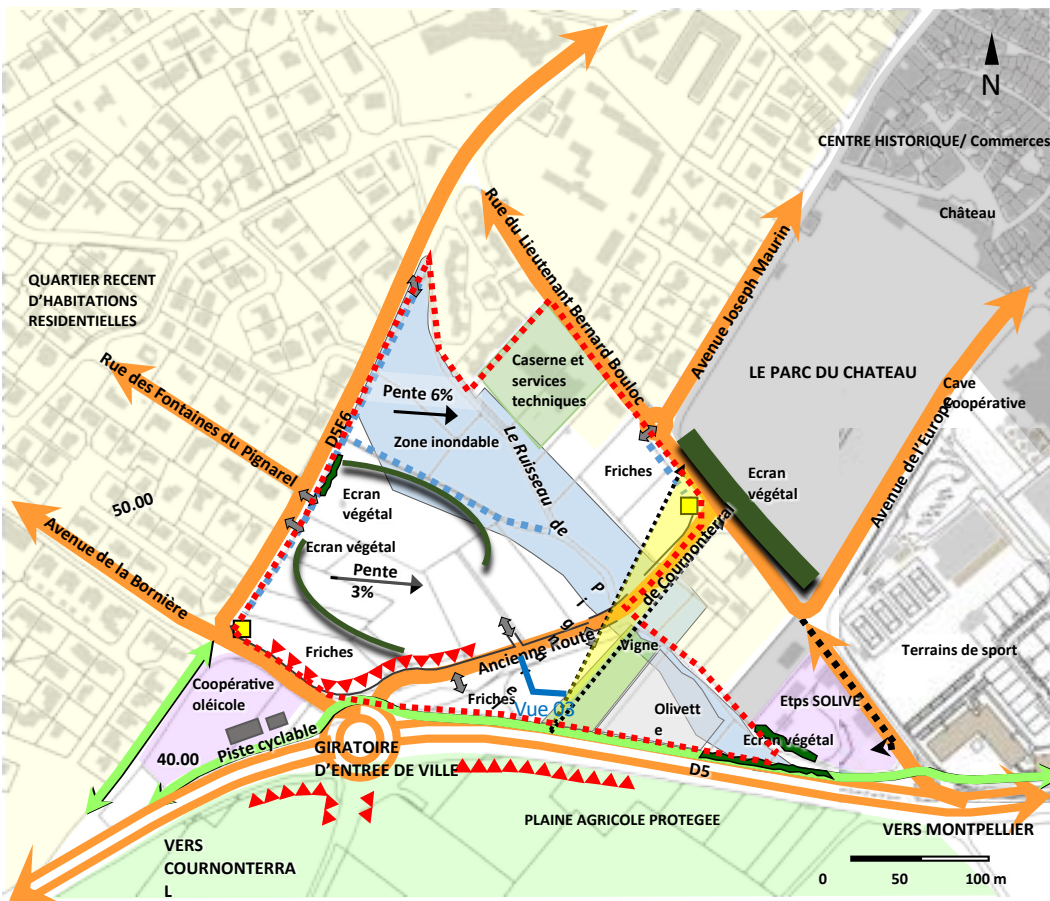 N
CENTRE HISTORIQUE/ Commerces
Château
Rue du Lieutenant Bernard Bouloc
Avenue Joseph Maurin
QUARTIER RECENT
D'HABITATIONS
RESIDENTIELLES
LE PARC DU CHATEAU
Cave
Coopérative
Avenue de l'Europe
Caserne et
services
techniques
Rue des Fontaines du Pignarel
D5E6
Pente 6%
Zone inondable
Le Ruisseau de
Pignarel
Friches
Ecran
végétal
Ecran
végétal
50.00
Avenue de la Bornière
Ecran végétal
Pente
3%
Ancienne Route
de Cournonterral
Vigne
Friches
Friches
Vue 03
Coopérative
oléicole
Olivett
e
Terrains de sport
Etps SOLIVE
Ecran végétal
Piste cyclable
40.00
GIRATOIRE
D'ENTREE DE VILLE
D5
PLAINE AGRICOLE PROTEGEE
VERS MONTPELLIER
VERS
COURNONTERRA
L
0 50 100 m